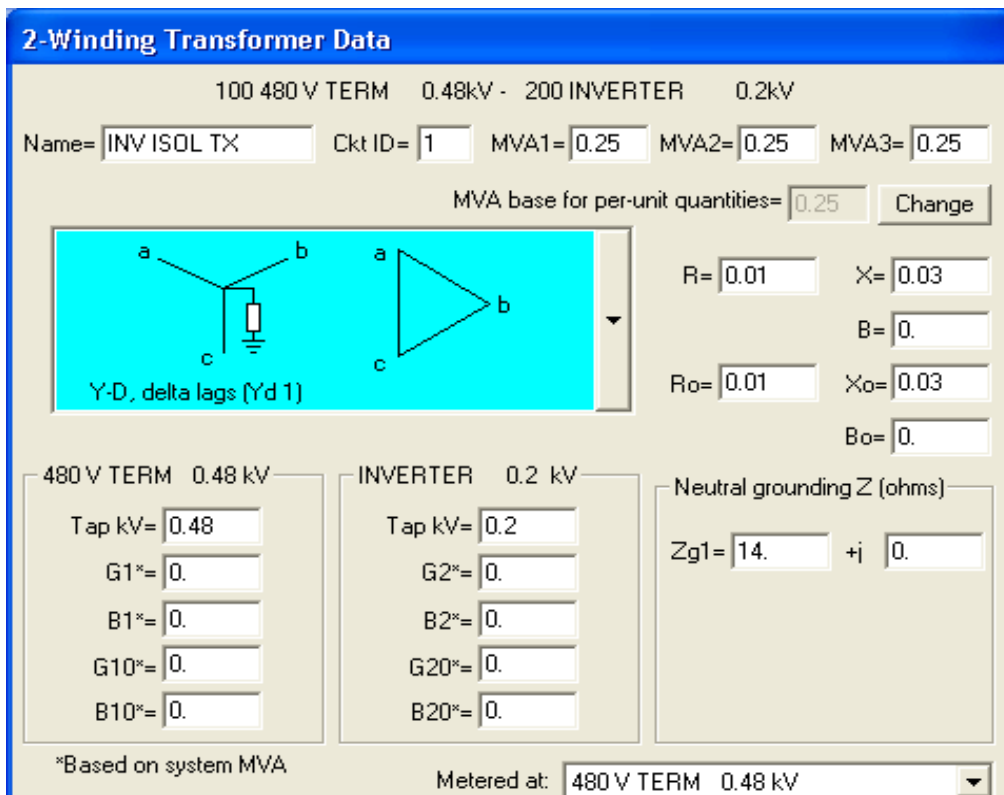 2-Winding Transformer Data
100 480 V TERM 0.48kV - 200 INVERTER 0.2kV
Name= INV ISOL TX Ckt ID= 1 MVA1= 0.25 MVA2= 0.25 MVA3= 0.25
MVA base for per-unit quantities= 0.25 Change
a b a b c c
Y-D, delta lags (Yd 1)
R= 0.01 X= 0.03
B= 0.
Ro= 0.01 Xo= 0.03
Bo= 0.
480 V TERM 0.48 kV
Tap kV= 0.48
G1*= 0.
B1*= 0.
G10*= 0.
B10*= 0.
INVERTER 0.2 kV
Tap kV= 0.2
G2*= 0.
B2*= 0.
G20*= 0.
B20*= 0.
Neutral grounding Z (ohms)
Zg1= 14. +j 0.
*Based on system MVA
Metered at: 480 V TERM 0.48 kV